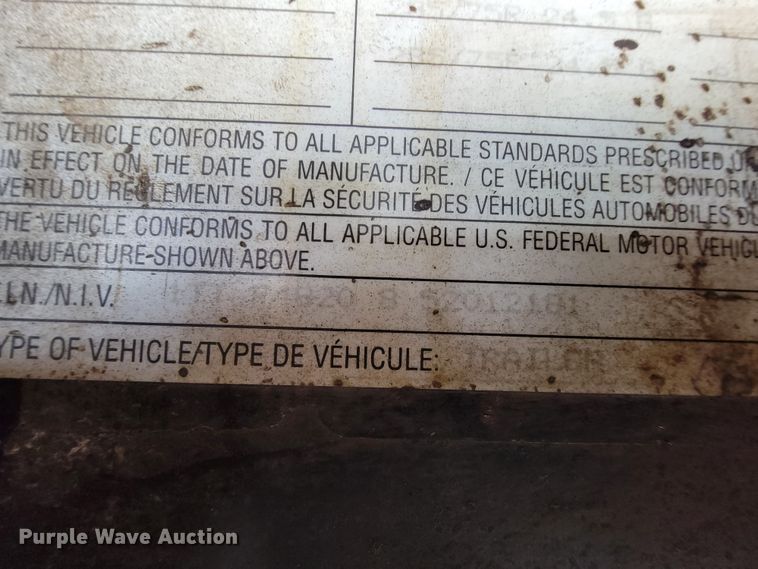 THIS VEHICLE CONFORMS TO ALL APPLICABLE STANDARDS PRESCRIBED
IN EFFECT ON THE DATE OF MANUFACTURE. / CE VÉHICULE EST CONFORM
VERTU DU RÈGLEMENT SUR LA SÉCURITÉ DES VÉHICULES AUTOMOBILES
THE VEHICLE CONFORMS TO ALL APPLICABLE U.S. FEDERAL MOTOR VEHICL
MANUFACTURE SHOWN ABOVE.
I.N./N.I.V.
YPE OF VEHICLE/TYPE DE VÉHICULE: TRAILER
Purple Wave Auction